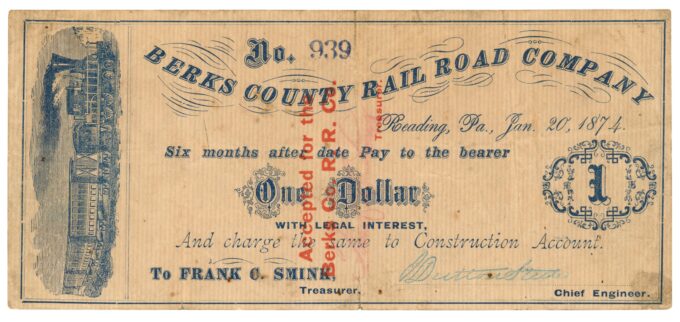 No. 939
BERKS COUNTY RAIL ROAD COMPANY
Reading, Pa., Jan. 20, 1874.
Six months after date Pay to the bearer
One Dollar
1
WITH LEGAL INTEREST,
And charge the same to Construction Account.
To FRANK C. SMINK,
Treasurer.
Chief Engineer.
Accepted for the
Berks Co. R. R. Co.
Treasurer.